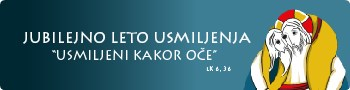 JUBILEJNO LETO USMILJENJA
"USMILJENI KAKOR OČE"
LK 6, 36